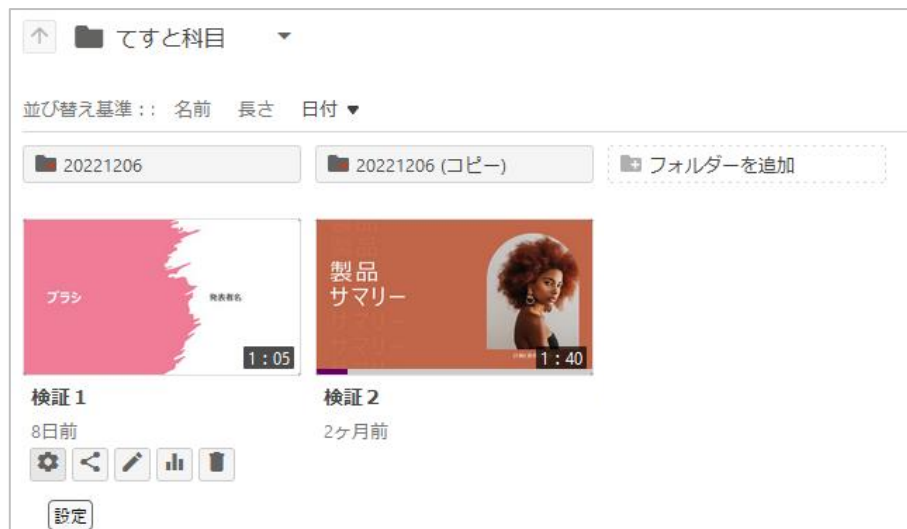 てすと科目
並び替え基準:: 名前 長さ 日付 ▼
20221206
20221206 (コピー)
フォルダーを追加
ブラシ
発表者名
1:05
製品
サマリー
1:40
検証1
8日前
検証2
2ヶ月前
設定